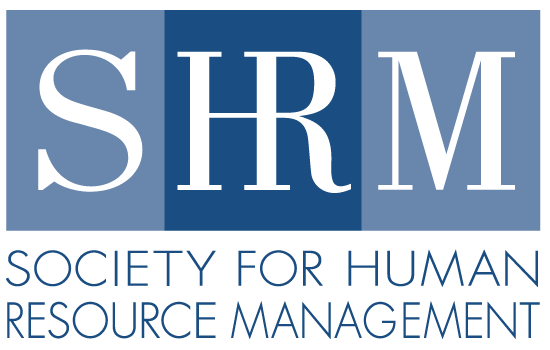 SHRM
SOCIETY FOR HUMAN
RESOURCE MANAGEMENT